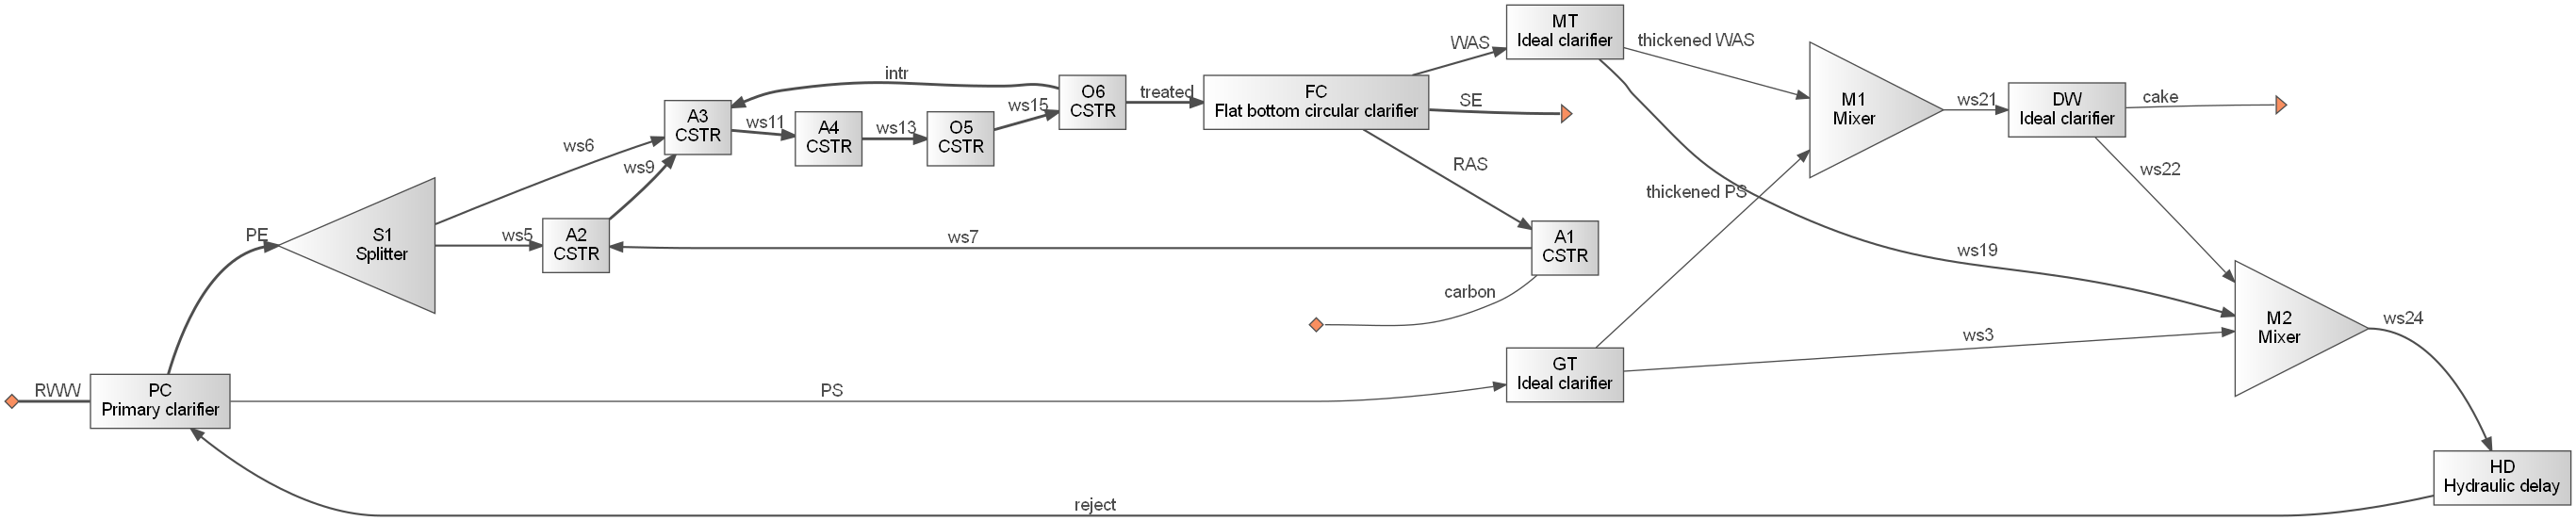 MT
Ideal clarifier
thickened WAS
WAS
intr
A3
CSTR
ws11
A4
CSTR
ws13
O5
CSTR
ws15
O6
CSTR
treated
FC
Flat bottom circular clarifier
SE
M1
Mixer
ws21
DW
Ideal clarifier
cake
ws6
ws9
RAS
thickened PS
ws22
PE
S1
Splitter
ws5
A2
CSTR
ws7
A1
CSTR
ws19
carbon
M2
Mixer
ws24
GT
Ideal clarifier
ws3
RWW
PC
Primary clarifier
PS
HD
Hydraulic delay
reject